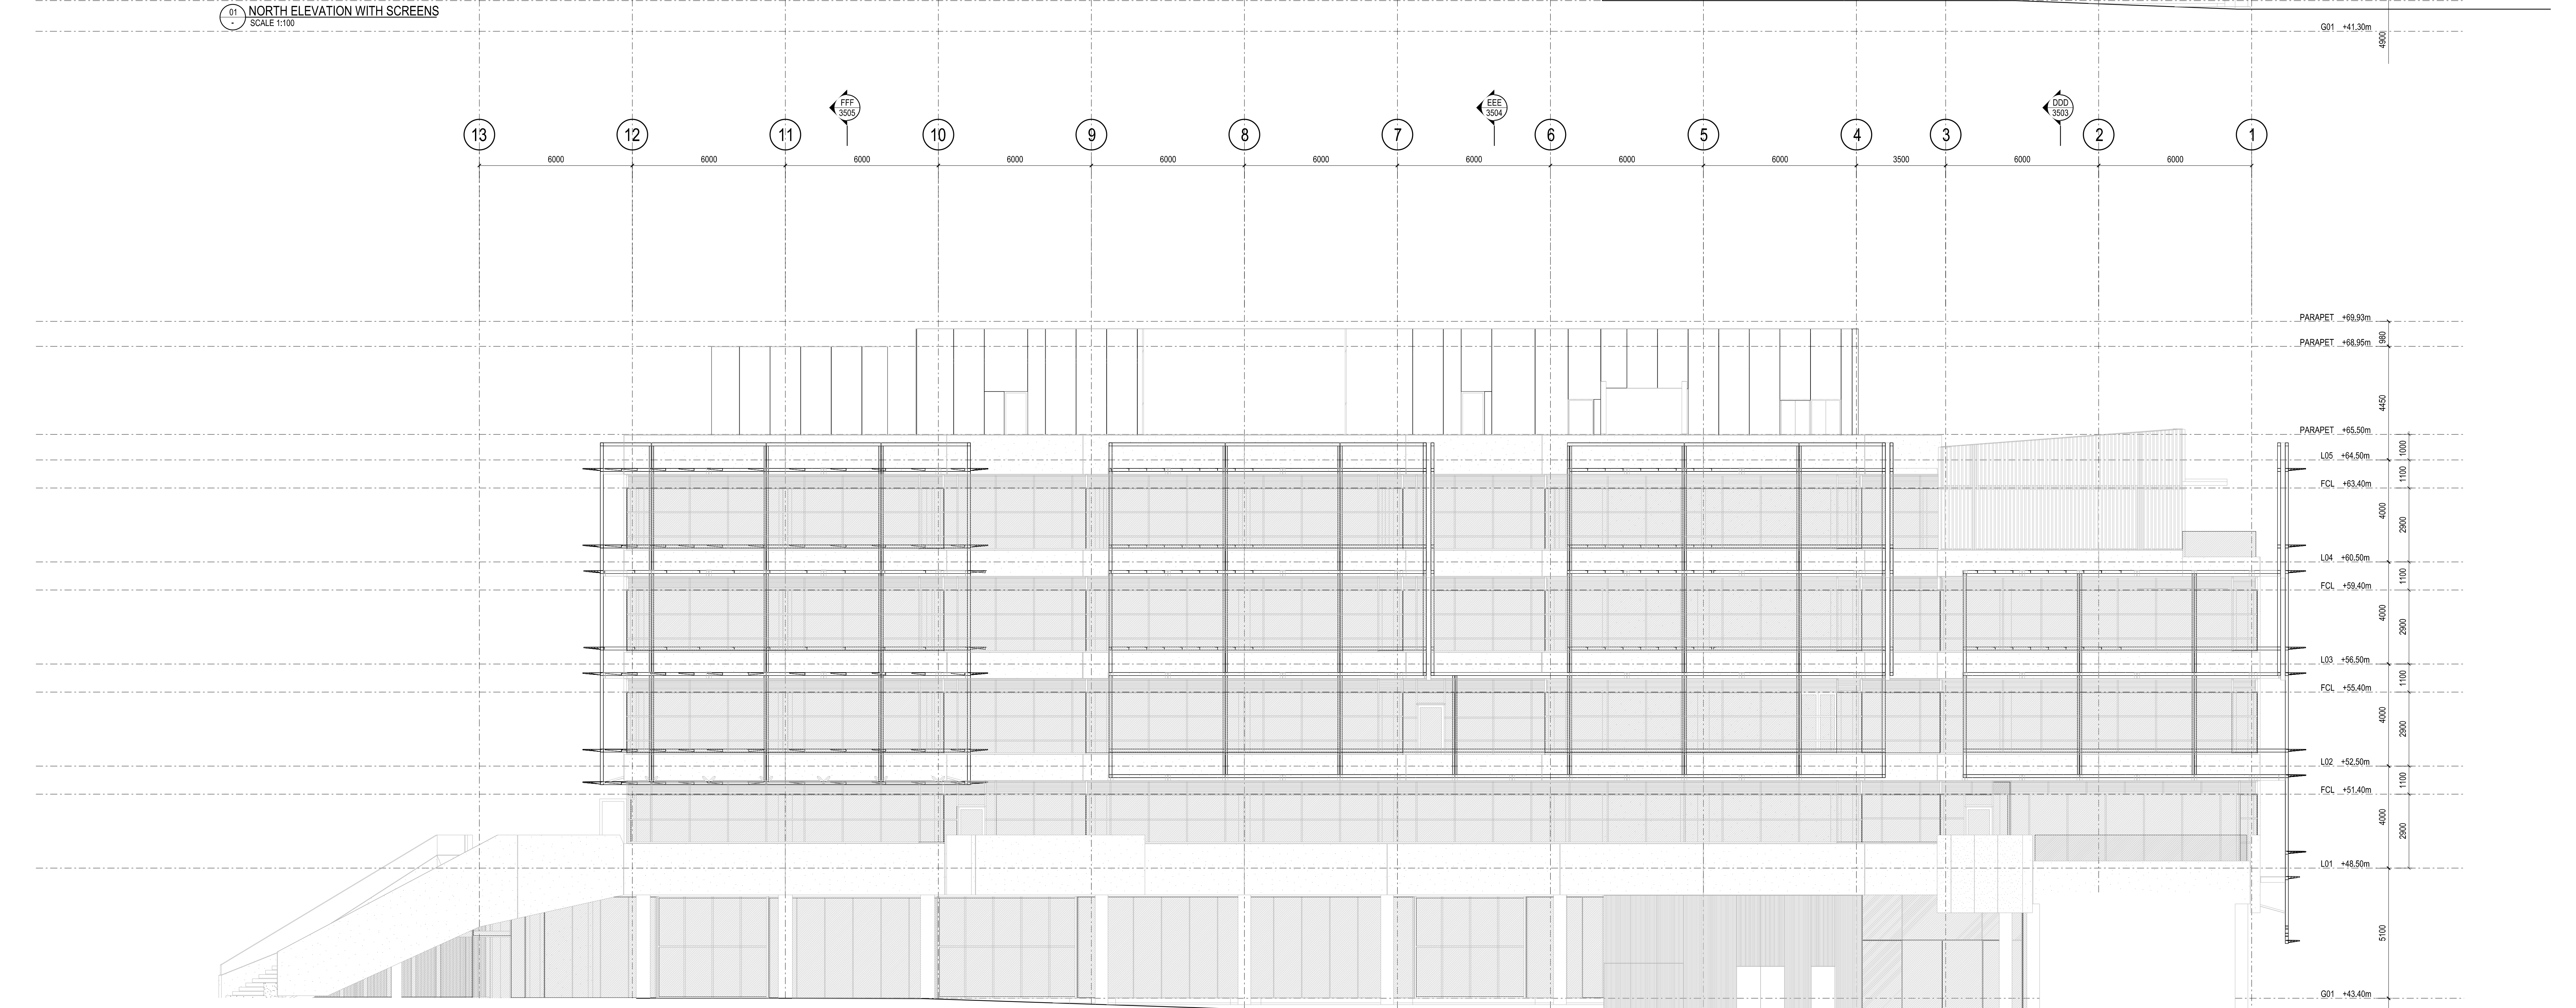 01
-
NORTH ELEVATION WITH SCREENS
SCALE 1:100
G01 +41.30m
4900
FFF
3505
EEE
3504
DDD
3503
13 12 11 10 9 8 7 6 5 4 3 2 1
6000 6000 6000 6000 6000 6000 6000 6000 6000 3500 6000 6000
PARAPET +69.93m
980
PARAPET +68.95m
4450
PARAPET +65.50m
1000
L05 +64.50m
1100
FCL +63.40m
4000
2900
L04 +60.50m
1100
FCL +59.40m
4000
2900
L03 +56.50m
1100
FCL +55.40m
4000
2900
L02 +52.50m
1100
FCL +51.40m
4000
2900
L01 +48.50m
5100
G01 +43.40m